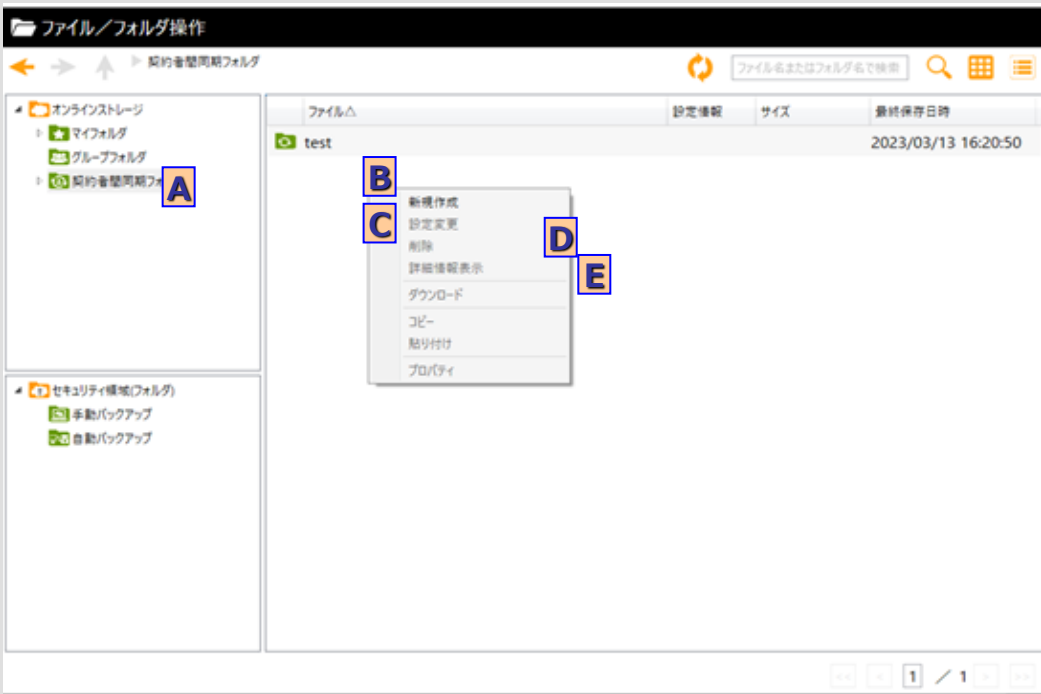 ファイル／フォルダ操作
契約者間同期フォルダ
ファイル名またはフォルダ名で検索
オンラインストレージ
マイフォルダ
グループフォルダ
契約者間同期フォ
A
ファイル△ 設定情報 サイズ 最終保存日時
test 2023/03/13 16:20:50
B
新規作成
C
設定変更
D
削除
E
詳細情報表示
ダウンロード
コピー
貼り付け
プロパティ
セキュリティ領域(フォルダ)
手動バックアップ
自動バックアップ
<< < 1 ／ 1 > >>